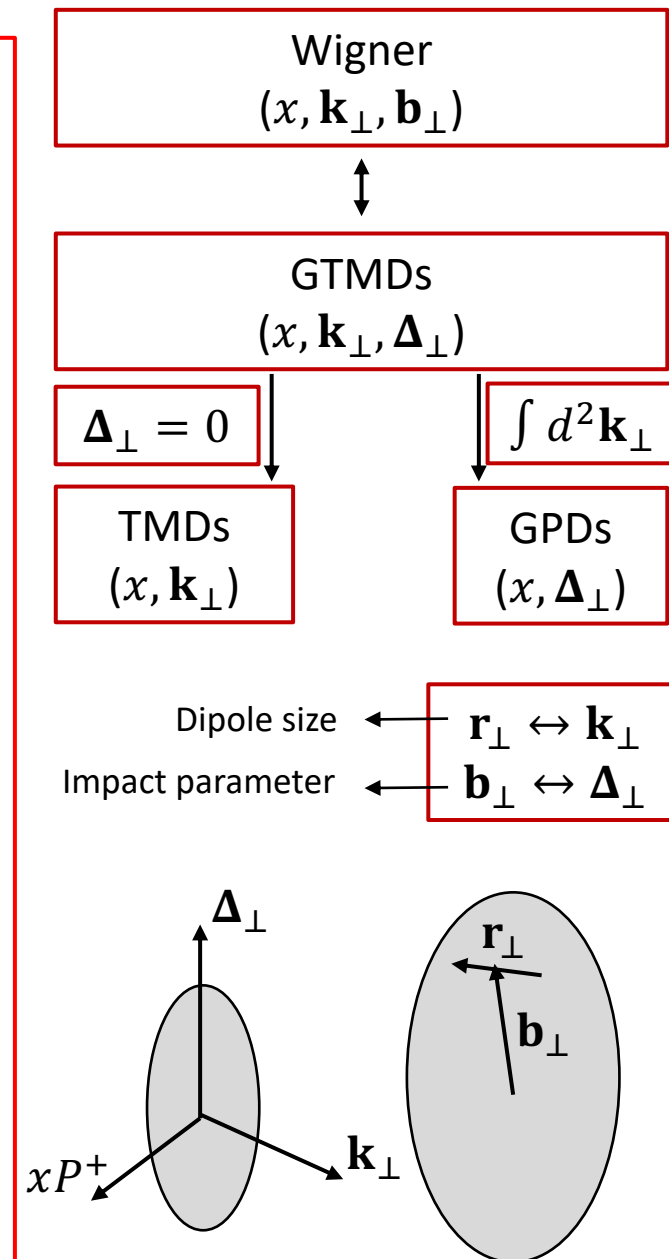 Wigner
(𝑥, 𝐤⊥, 𝐛⊥)
GTMDs
(𝑥, 𝐤⊥, 𝚫⊥)
𝚫⊥ = 0
∫ 𝑑²𝐤⊥
TMDs
(𝑥, 𝐤⊥)
GPDs
(𝑥, 𝚫⊥)
Dipole size
𝐫⊥ ↔ 𝐤⊥
Impact parameter
𝐛⊥ ↔ 𝚫⊥
𝚫⊥
𝐫⊥
𝐛⊥
𝑥𝑃⁺
𝐤⊥